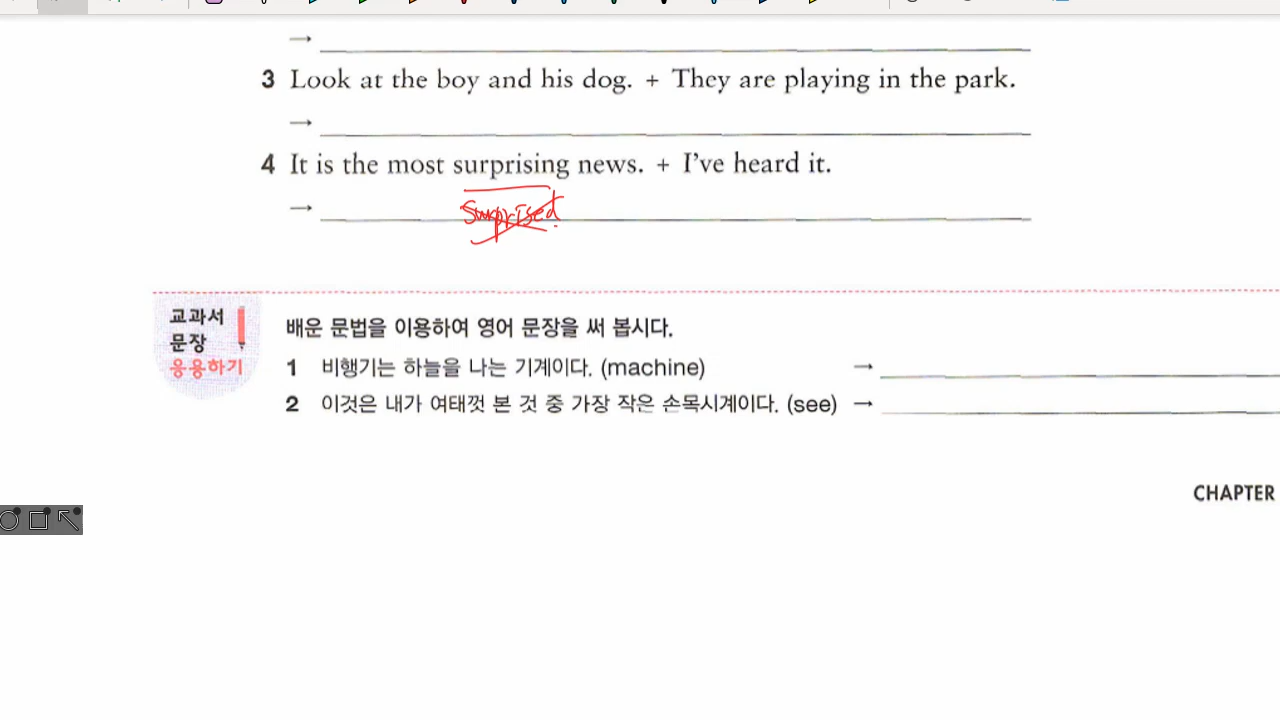 →
3 Look at the boy and his dog. + They are playing in the park.
→
4 It is the most surprising news. + I've heard it.
→ surprised
교과서
문장
응용하기
배운 문법을 이용하여 영어 문장을 써 봅시다.
1 비행기는 하늘을 나는 기계이다. (machine) →
2 이것은 내가 여태껏 본 것 중 가장 작은 손목시계이다. (see) →
CHAPTER